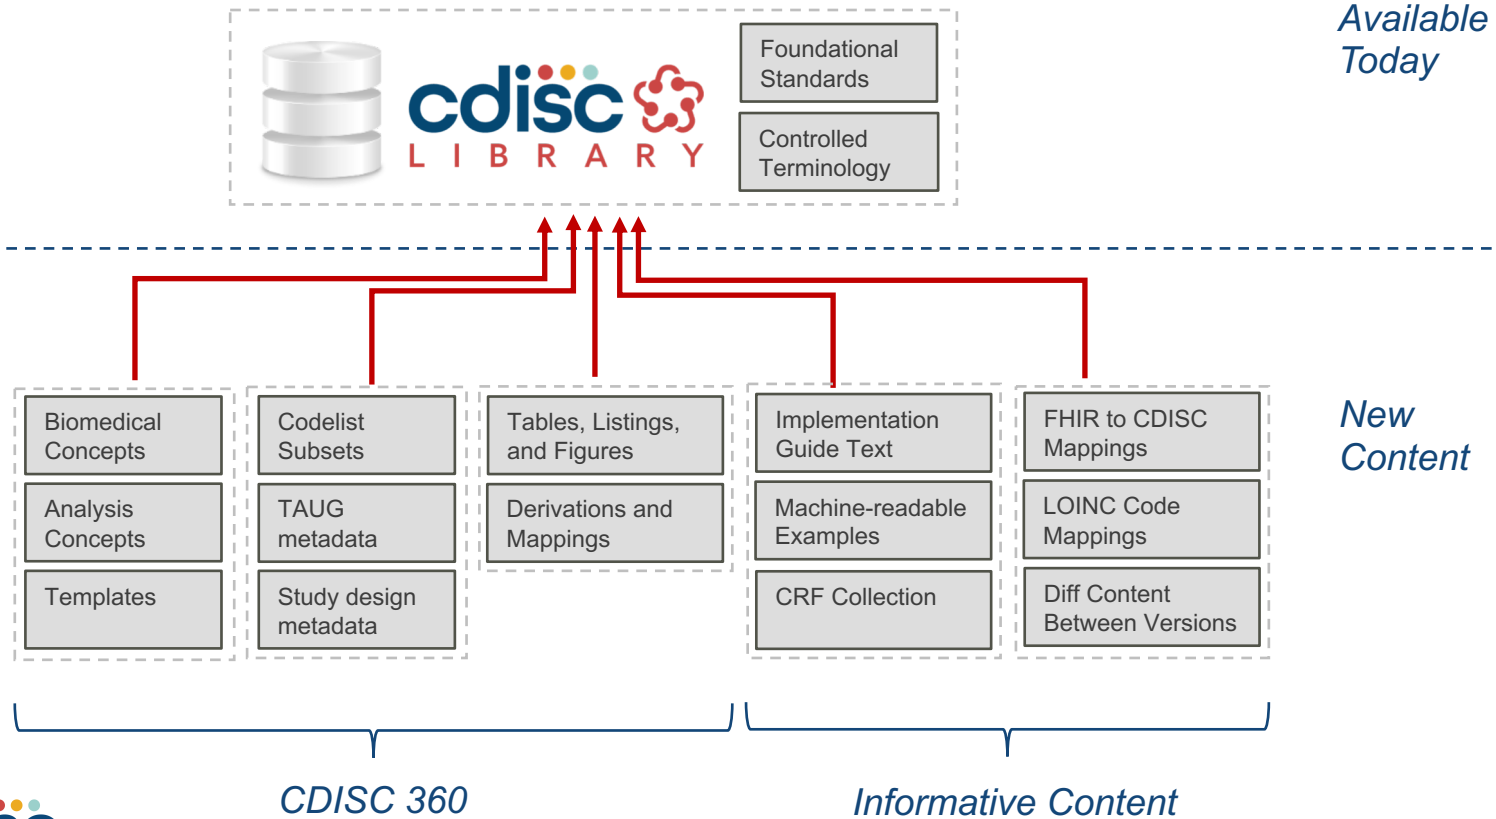 Available
Today
cdisc
LIBRARY
Foundational
Standards
Controlled
Terminology
New
Content
Biomedical
Concepts
Analysis
Concepts
Templates
Codelist
Subsets
TAUG
metadata
Study design
metadata
Tables, Listings,
and Figures
Derivations and
Mappings
Implementation
Guide Text
Machine-readable
Examples
CRF Collection
FHIR to CDISC
Mappings
LOINC Code
Mappings
Diff Content
Between Versions
CDISC 360
Informative Content